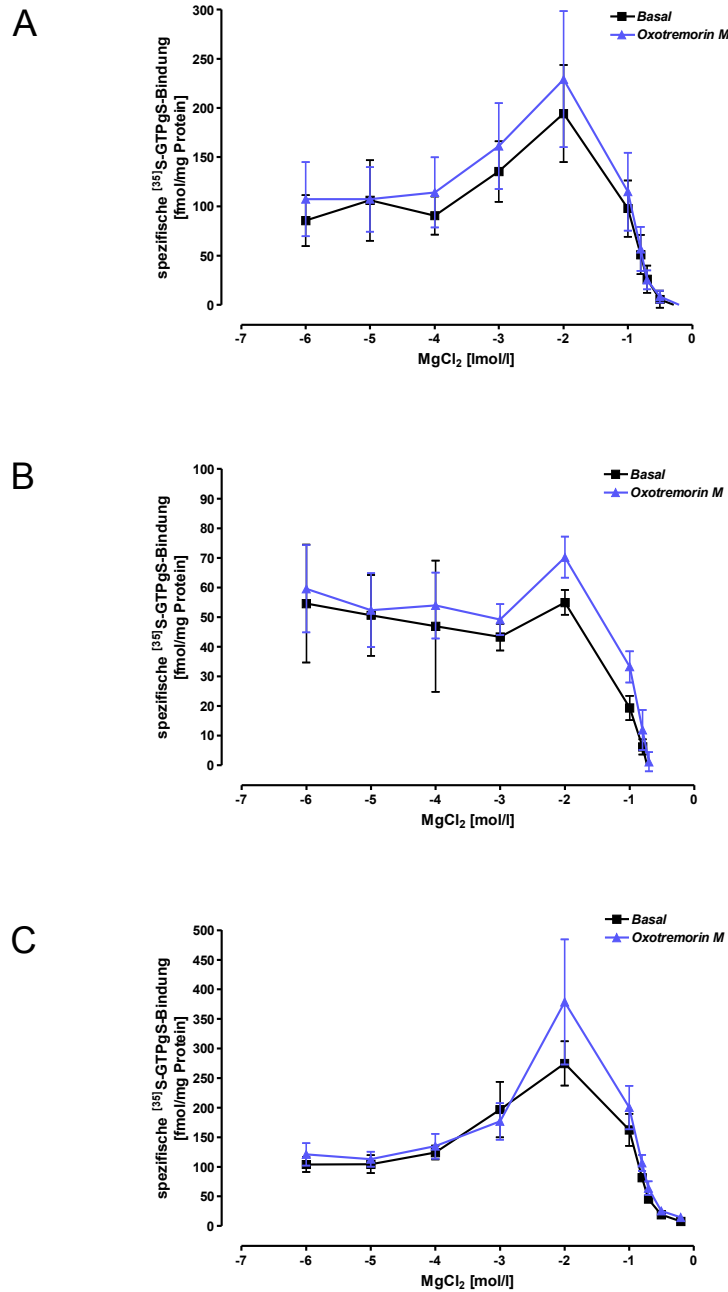 A
Basal
Oxotremorin M
spezifische [35]S-GTPgS-Bindung
[fmol/mg Protein]
300
250
200
150
100
50
0
-7 -6 -5 -4 -3 -2 -1 0
MgCl2 [lmol/l]
B
Basal
Oxotremorin M
spezifische [35]S-GTPgS-Bindung
[fmol/mg Protein]
100
90
80
70
60
50
40
30
20
10
0
-7 -6 -5 -4 -3 -2 -1 0
MgCl2 [mol/l]
C
Basal
Oxotremorin M
spezifische [35]S-GTPgS-Bindung
[fmol/mg Protein]
500
450
400
350
300
250
200
150
100
50
0
-7 -6 -5 -4 -3 -2 -1 0
MgCl2 [mol/l]